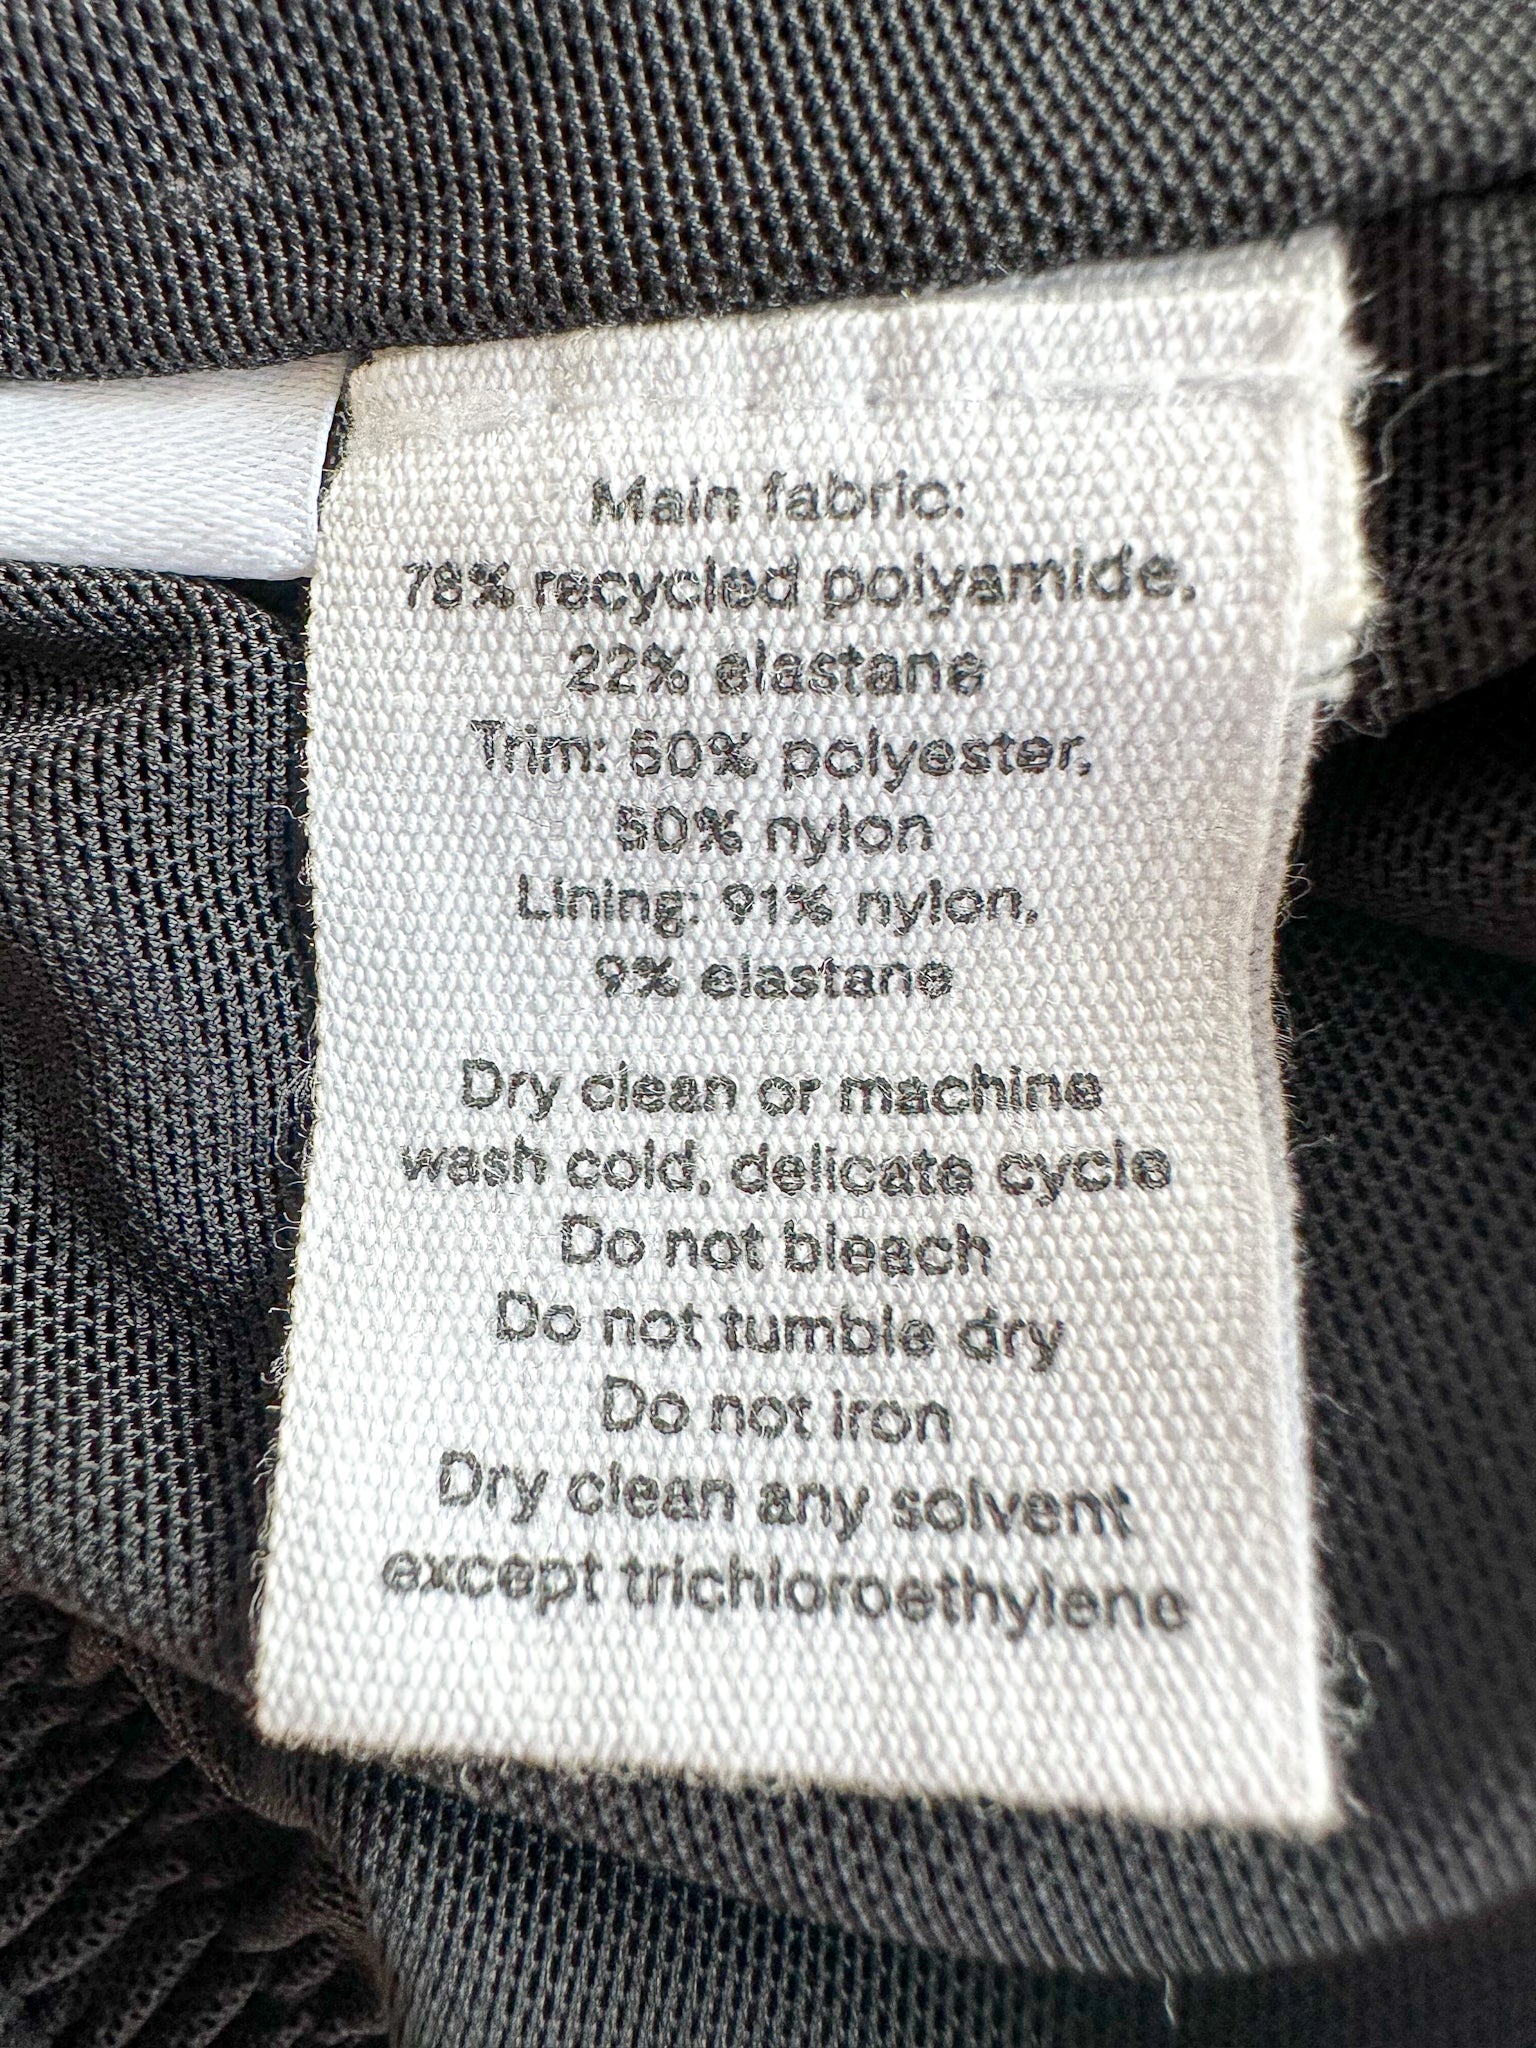 Main fabric:
78% recycled polyamide,
22% elastane
Trim: 50% polyester,
50% nylon
Lining: 91% nylon,
9% elastane
Dry clean or machine
wash cold, delicate cycle
Do not bleach
Do not tumble dry
Do not iron
Dry clean any solvent
except trichloroethylene